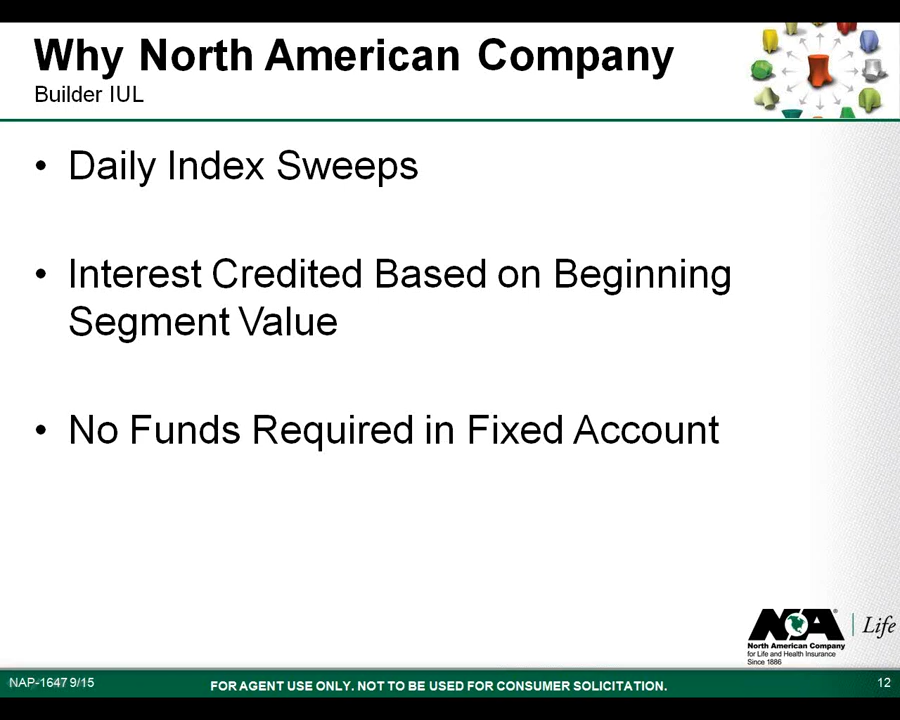 Why North American Company
Builder IUL
• Daily Index Sweeps
• Interest Credited Based on Beginning
Segment Value
• No Funds Required in Fixed Account
NA® | Life
North American Company
for Life and Health Insurance
Since 1886
NAP-1647 9/15
FOR AGENT USE ONLY. NOT TO BE USED FOR CONSUMER SOLICITATION.
12